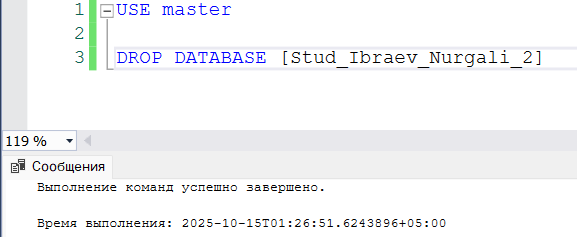 1 USE master
2
3 DROP DATABASE [Stud_Ibraev_Nurgali_2]
119 %
Сообщения
Выполнение команд успешно завершено.
Время выполнения: 2025-10-15T01:26:51.6243896+05:00